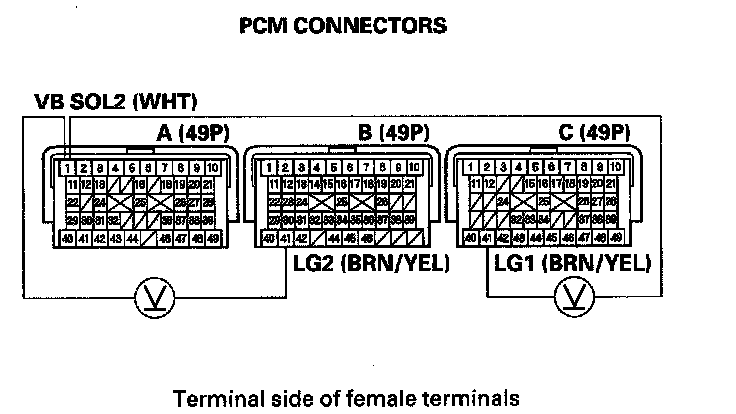 PCM CONNECTORS
VB SOL2 (WHT)
A (49P)
B (49P)
C (49P)
1 2 3 4 5 6 7 8 9 10
1 2 3 4 5 6 7 8 9 10
1 2 3 4 5 6 7 8 9 10
11 12 13 16 18 19 20 21
11 12 13 14 15 16 17 18 19 20 21
11 12 15 16 17 18 19 20 21
22 24 25 26 27 28
22 23 24 25 26
24 25 26 27 28
29 30 31 32 36 37 38 39
29 30 31 32 33 34 35 36 37 38 39
32 33 34 37 38 39
40 41 42 43 44 46 47 48 49
40 41 42 44 45 46
40 41 42 43 44 45 46 47 48 49
LG2 (BRN/YEL)
LG1 (BRN/YEL)
V
V
Terminal side of female terminals